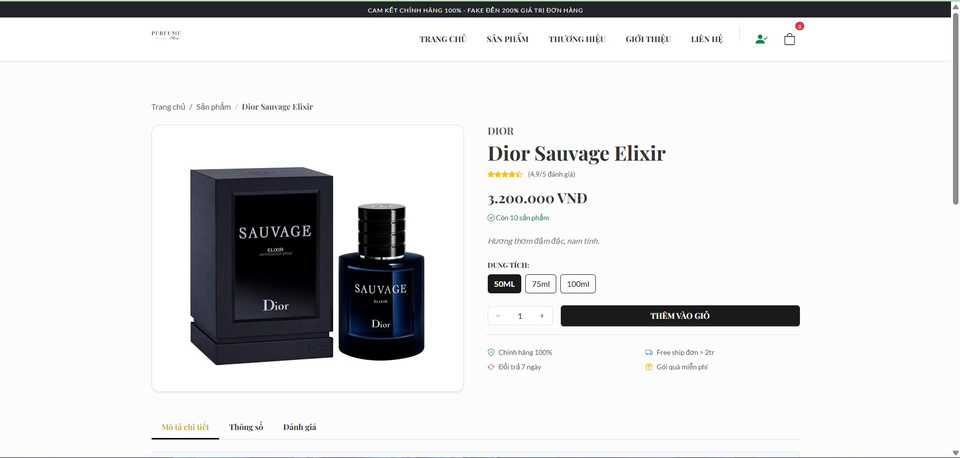 CAM KẾT CHÍNH HÃNG 100% - FAKE ĐỀN 200% GIÁ TRỊ ĐƠN HÀNG
PERFUME
TRANG CHỦ SẢN PHẨM THƯƠNG HIỆU GIỚI THIỆU LIÊN HỆ 3
Trang chủ / Sản phẩm / Dior Sauvage Elixir
DIOR
Dior Sauvage Elixir
(4.9/5 đánh giá)
3.200.000 VNĐ
Còn 10 sản phẩm
Hương thơm đậm đặc, nam tính.
DUNG TÍCH:
50ML 75ml 100ml
− 1 + THÊM VÀO GIỎ
Chính hãng 100% Free ship đơn > 2tr
Đổi trả 7 ngày Gói quà miễn phí
SAUVAGE
ELIXIR
Dior
SAUVAGE
ELIXIR
Dior
Mô tả chi tiết Thông số Đánh giá